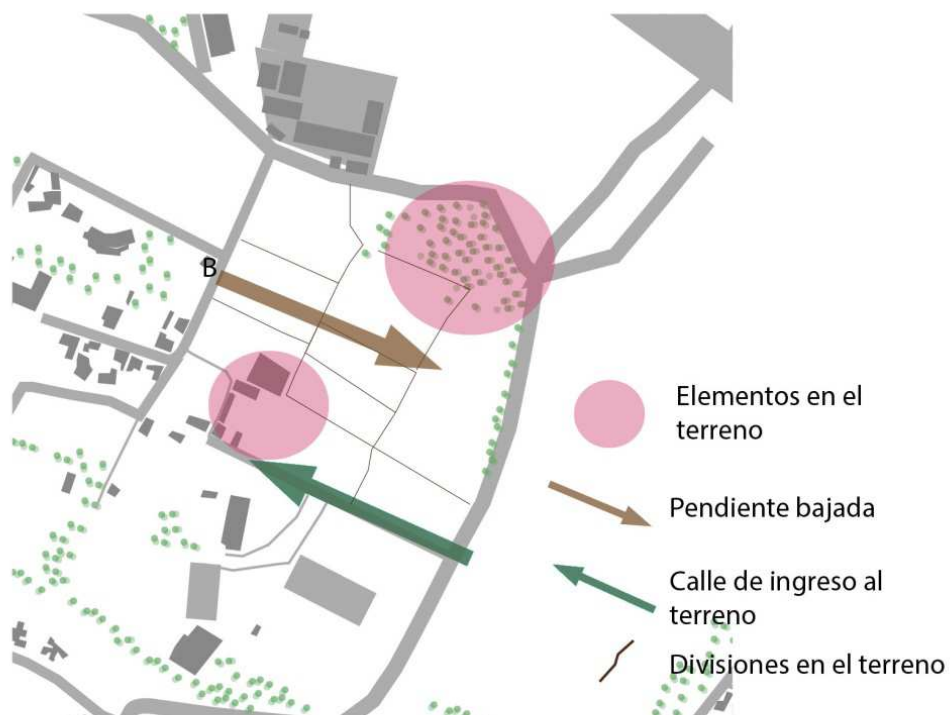 B
Elementos en el
terreno
Pendiente bajada
Calle de ingreso al
terreno
Divisiones en el terreno